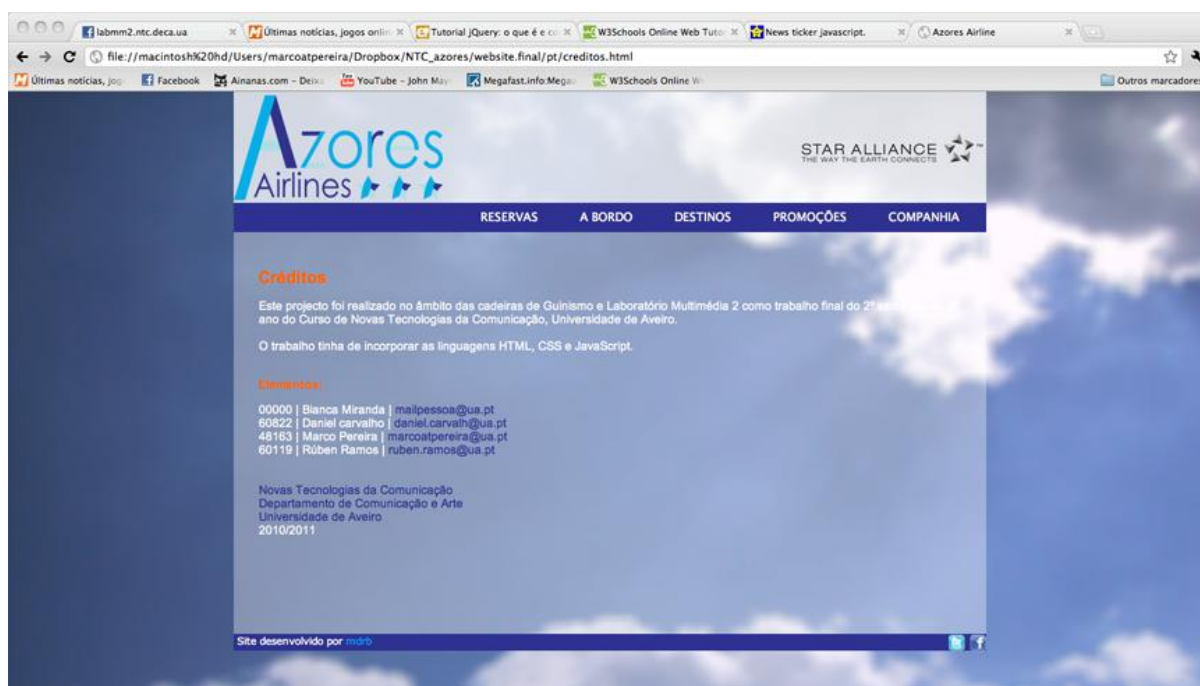 labmm2.ntc.deca.ua
Últimas notícias, jogos onlin
Tutorial jQuery: o que é e co
W3Schools Online Web Tutor
News ticker javascript.
Azores Airline
file://macintosh%20hd/Users/marcoatpereira/Dropbox/NTC_azores/website.final/pt/creditos.html
Últimas notícias, jog
Facebook
Ainanas.com – Deixa
YouTube – John May
Megafast.info:Mega
W3Schools Online W
Outros marcadores
Azores
Airlines
STAR ALLIANCE
THE WAY THE EARTH CONNECTS
RESERVAS A BORDO DESTINOS PROMOÇÕES COMPANHIA
Créditos
Este projecto foi realizado no âmbito das cadeiras de Guinismo e Laboratório Multimédia 2 como trabalho final do 2º
ano do Curso de Novas Tecnologias da Comunicação, Universidade de Aveiro.
O trabalho tinha de incorporar as linguagens HTML, CSS e JavaScript.
Elementos:
00000 | Bianca Miranda | mailpessoa@ua.pt
60822 | Daniel carvalho | daniel.carvalh@ua.pt
48163 | Marco Pereira | marcoatpereira@ua.pt
60119 | Rúben Ramos | ruben.ramos@ua.pt
Novas Tecnologias da Comunicação
Departamento de Comunicação e Arte
Universidade de Aveiro
2010/2011
Site desenvolvido por mdrb